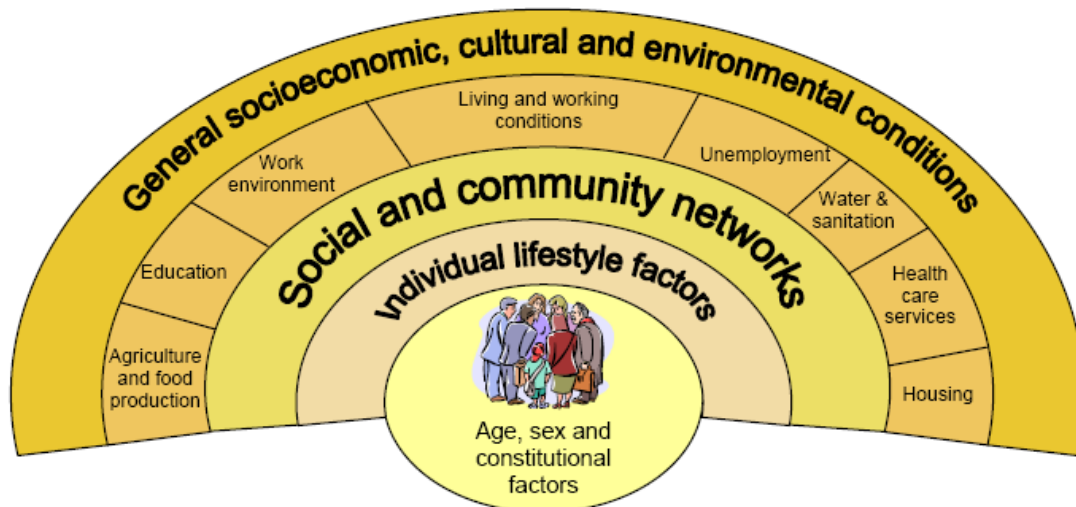 General socioeconomic, cultural and environmental conditions
Living and working
conditions
Work
environment
Unemployment
Water &
sanitation
Education
Health
care
services
Agriculture
and food
production
Housing
Social and community networks
Individual lifestyle factors
Age, sex and
constitutional
factors